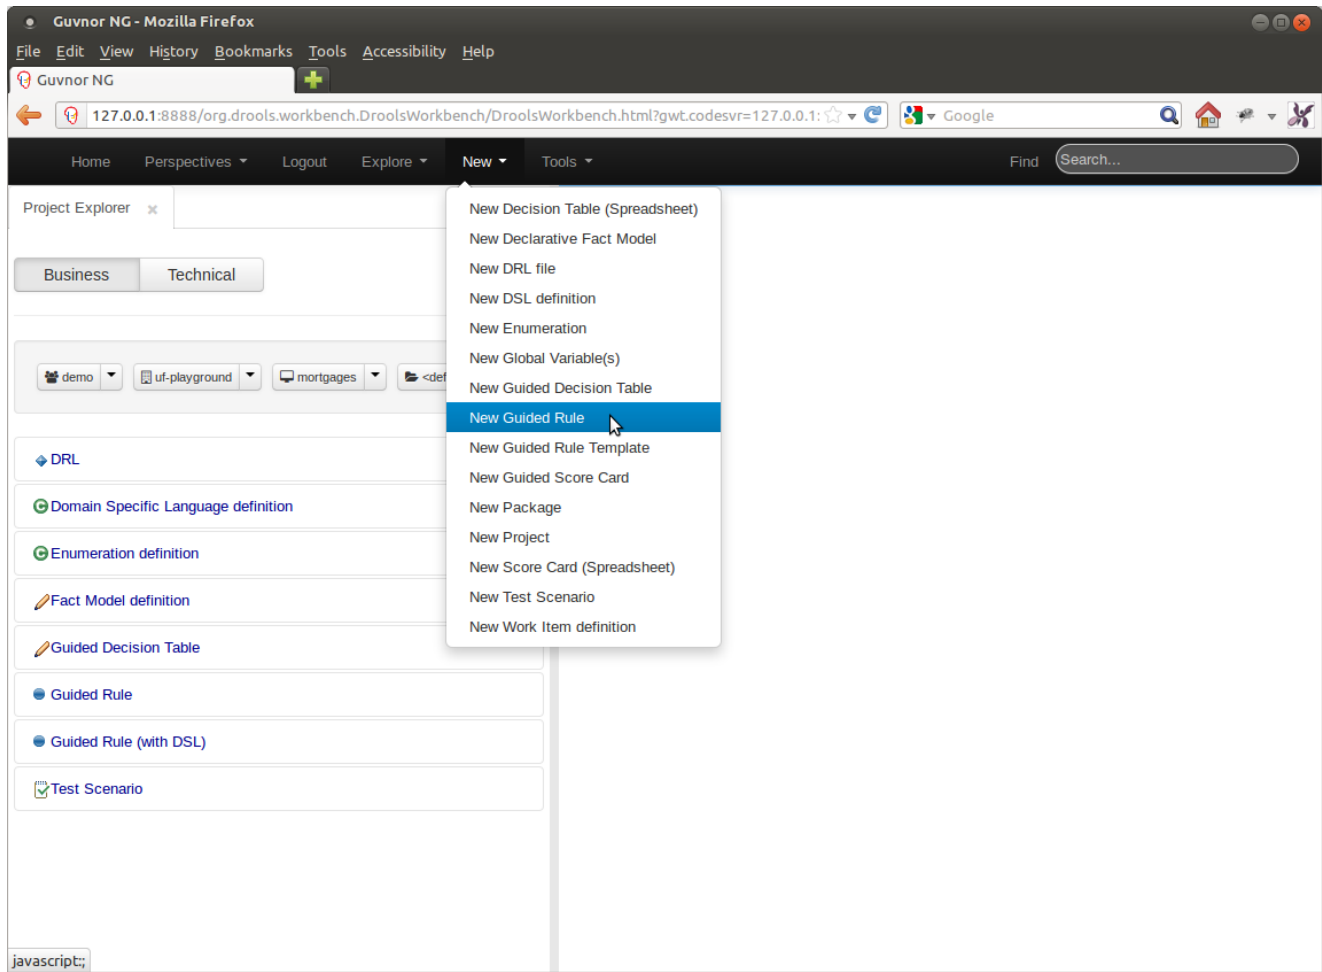 Guvnor NG - Mozilla Firefox
File Edit View History Bookmarks Tools Accessibility Help
Guvnor NG
127.0.0.1:8888/org.drools.workbench.DroolsWorkbench/DroolsWorkbench.html?gwt.codesvr=127.0.0.1: Google
Home Perspectives Logout Explore New Tools Find Search...
Project Explorer
Business Technical
demo uf-playground mortgages <def
DRL
Domain Specific Language definition
Enumeration definition
Fact Model definition
Guided Decision Table
Guided Rule
Guided Rule (with DSL)
Test Scenario
New Decision Table (Spreadsheet)
New Declarative Fact Model
New DRL file
New DSL definition
New Enumeration
New Global Variable(s)
New Guided Decision Table
New Guided Rule
New Guided Rule Template
New Guided Score Card
New Package
New Project
New Score Card (Spreadsheet)
New Test Scenario
New Work Item definition
javascript:;